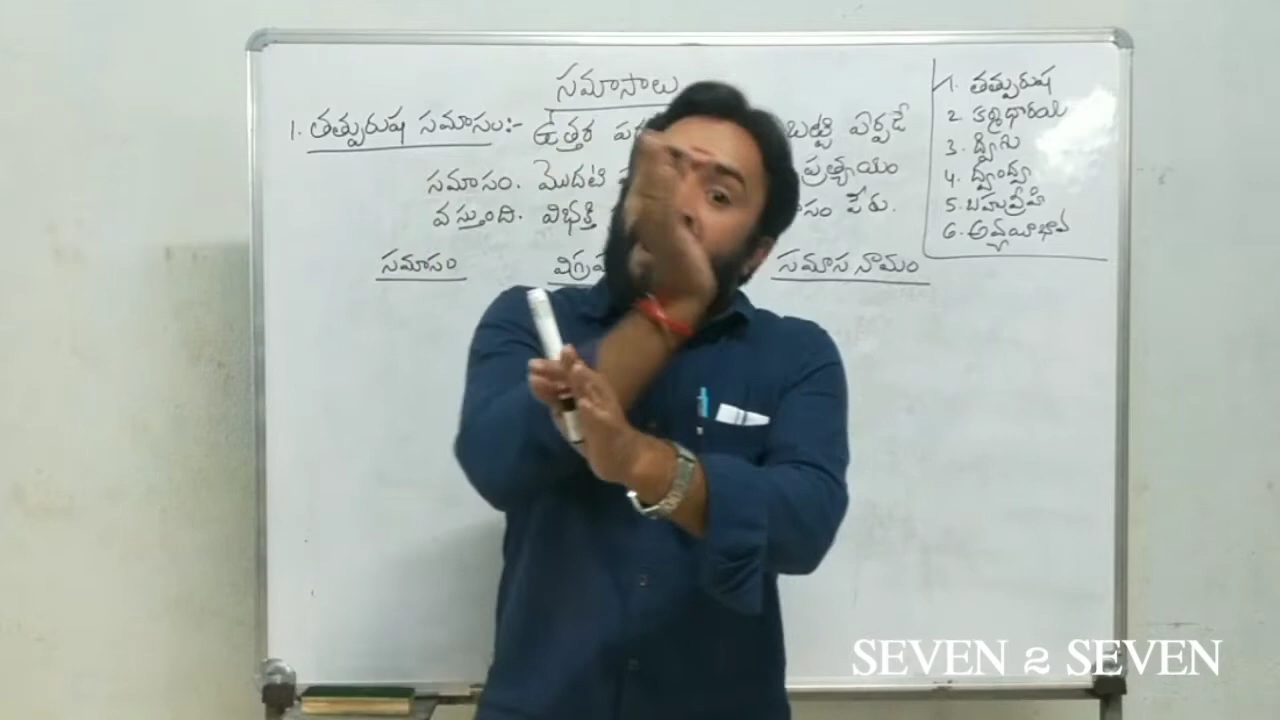 సమాసాలు
1. తత్పురుష సమాసం:- ఉత్తర బట్టి ఏర్పడే
సమాసం. మొదటి ప్రత్యయం
వస్తుంది. విభక్తి పేరు.
సమాసం సమాసనామం
1. తత్పురుష
2 కర్మధారయ
3. ద్విగు
4. ద్వంద్వ
5. బహువ్రీహి
6. అవ్యయీభావ
SEVEN 2 SEVEN